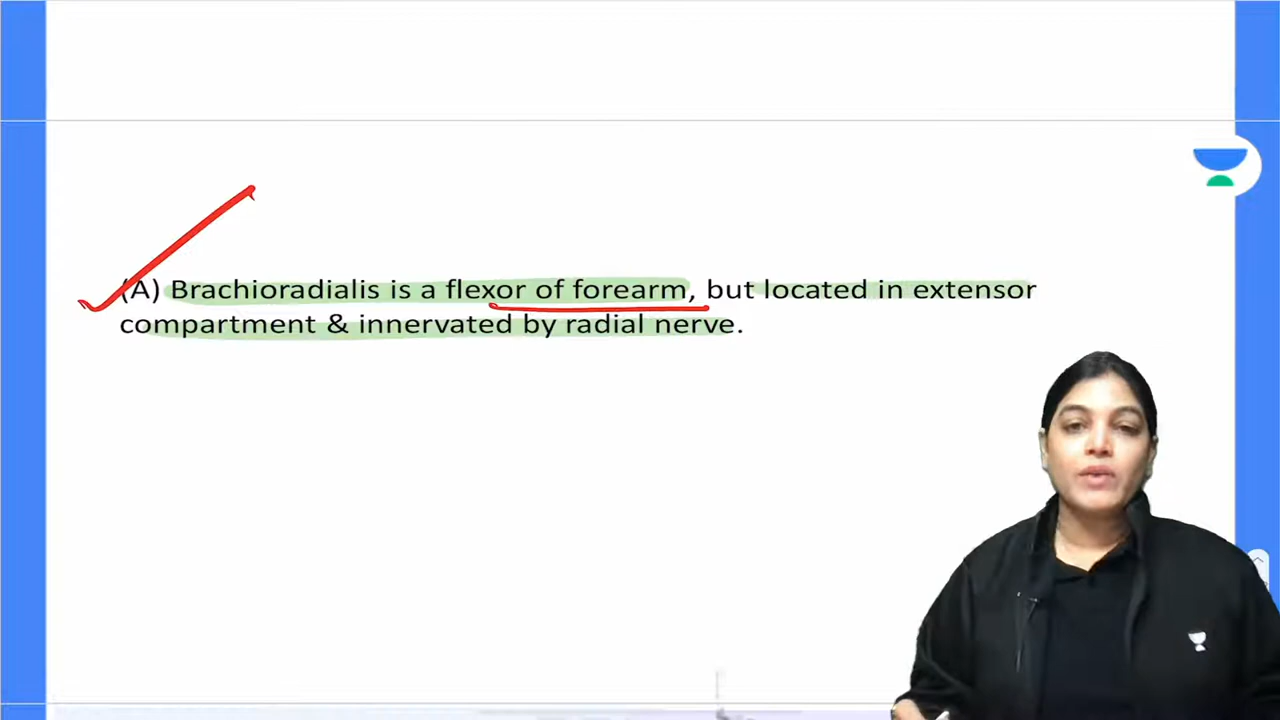 (A) Brachioradialis is a flexor of forearm, but located in extensor
compartment & innervated by radial nerve.